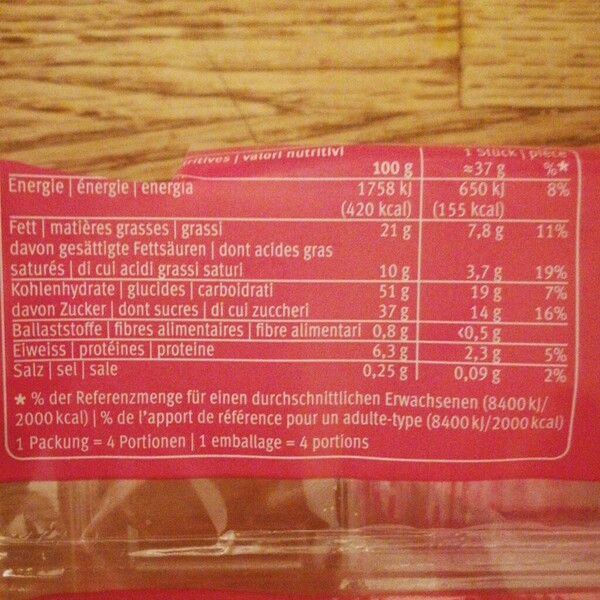 valori nutritivi 1 Stück | pièce
100 g ≈37 g %*
Energie | énergie | energia 1758 kJ 650 kJ 8%
(420 kcal) (155 kcal)
Fett | matières grasses | grassi 21 g 7,8 g 11%
davon gesättigte Fettsäuren | dont acides gras
saturés | di cui acidi grassi saturi 10 g 3,7 g 19%
Kohlenhydrate | glucides | carboidrati 51 g 19 g 7%
davon Zucker | dont sucres | di cui zuccheri 37 g 14 g 16%
Ballaststoffe | fibres alimentaires | fibre alimentari 0,8 g <0,5 g
Eiweiss | protéines | proteine 6,3 g 2,3 g 5%
Salz | sel | sale 0,25 g 0,09 g 2%
* % der Referenzmenge für einen durchschnittlichen Erwachsenen (8400 kJ/
2000 kcal) | % de l'apport de référence pour un adulte-type (8400 kJ/2000 kcal)
1 Packung = 4 Portionen | 1 emballage = 4 portions